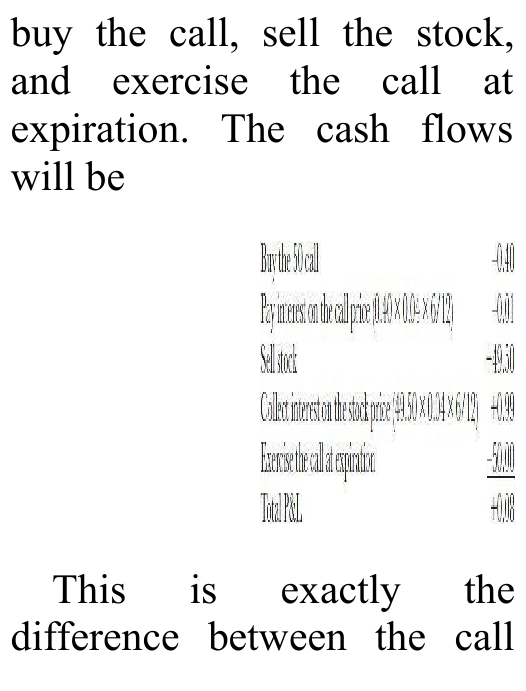 buy the call, sell the stock,
and exercise the call at
expiration. The cash flows
will be
Buy the 50 call –0.40
Pay interest on the call price (0.40 × 0.04 × 6/12) –0.01
Sell stock +49.50
Collect interest on the stock price (49.50 × 0.04 × 6/12) +0.99
Exercise the call at expiration –50.00
Total P&L +0.08
This is exactly the
difference between the call